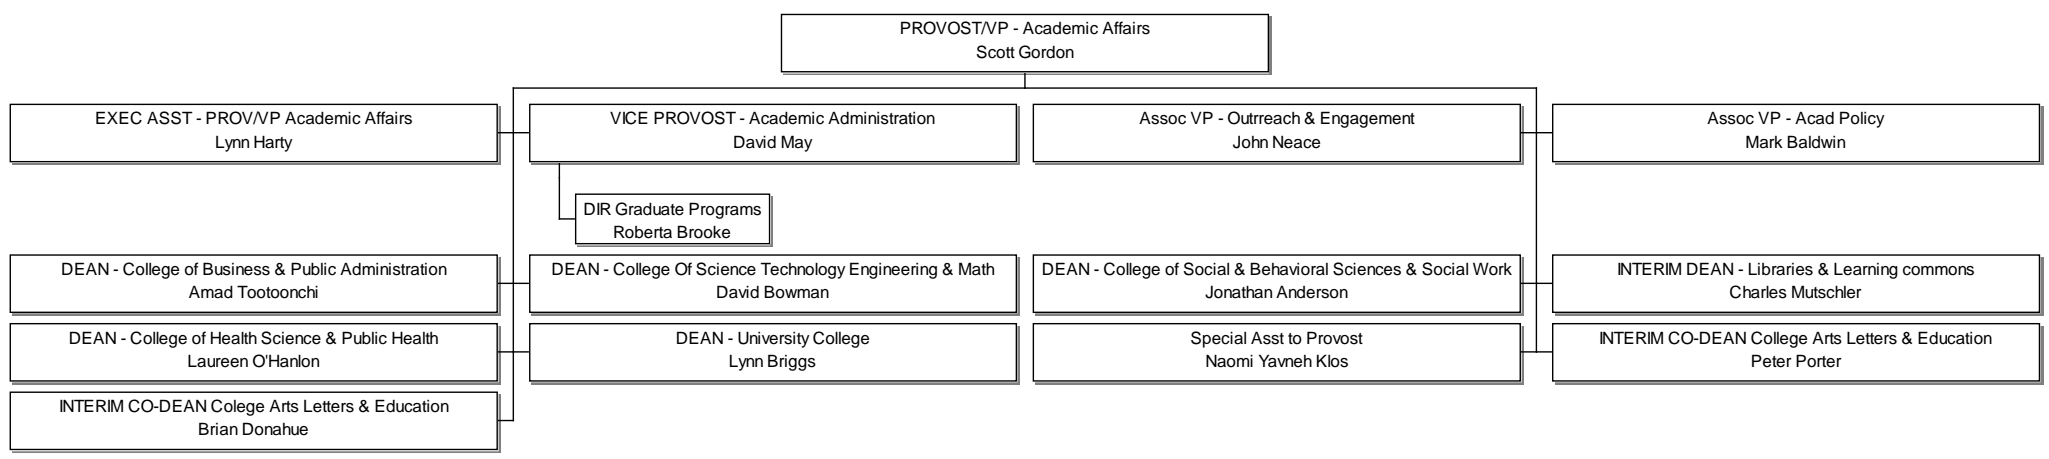 PROVOST/VP - Academic Affairs
Scott Gordon
EXEC ASST - PROV/VP Academic Affairs
Lynn Harty
VICE PROVOST - Academic Administration
David May
Assoc VP - Outrreach & Engagement
John Neace
Assoc VP - Acad Policy
Mark Baldwin
DIR Graduate Programs
Roberta Brooke
DEAN - College of Business & Public Administration
Amad Tootoonchi
DEAN - College Of Science Technology Engineering & Math
David Bowman
DEAN - College of Social & Behavioral Sciences & Social Work
Jonathan Anderson
INTERIM DEAN - Libraries & Learning commons
Charles Mutschler
DEAN - College of Health Science & Public Health
Laureen O'Hanlon
DEAN - University College
Lynn Briggs
Special Asst to Provost
Naomi Yavneh Klos
INTERIM CO-DEAN College Arts Letters & Education
Peter Porter
INTERIM CO-DEAN Colege Arts Letters & Education
Brian Donahue